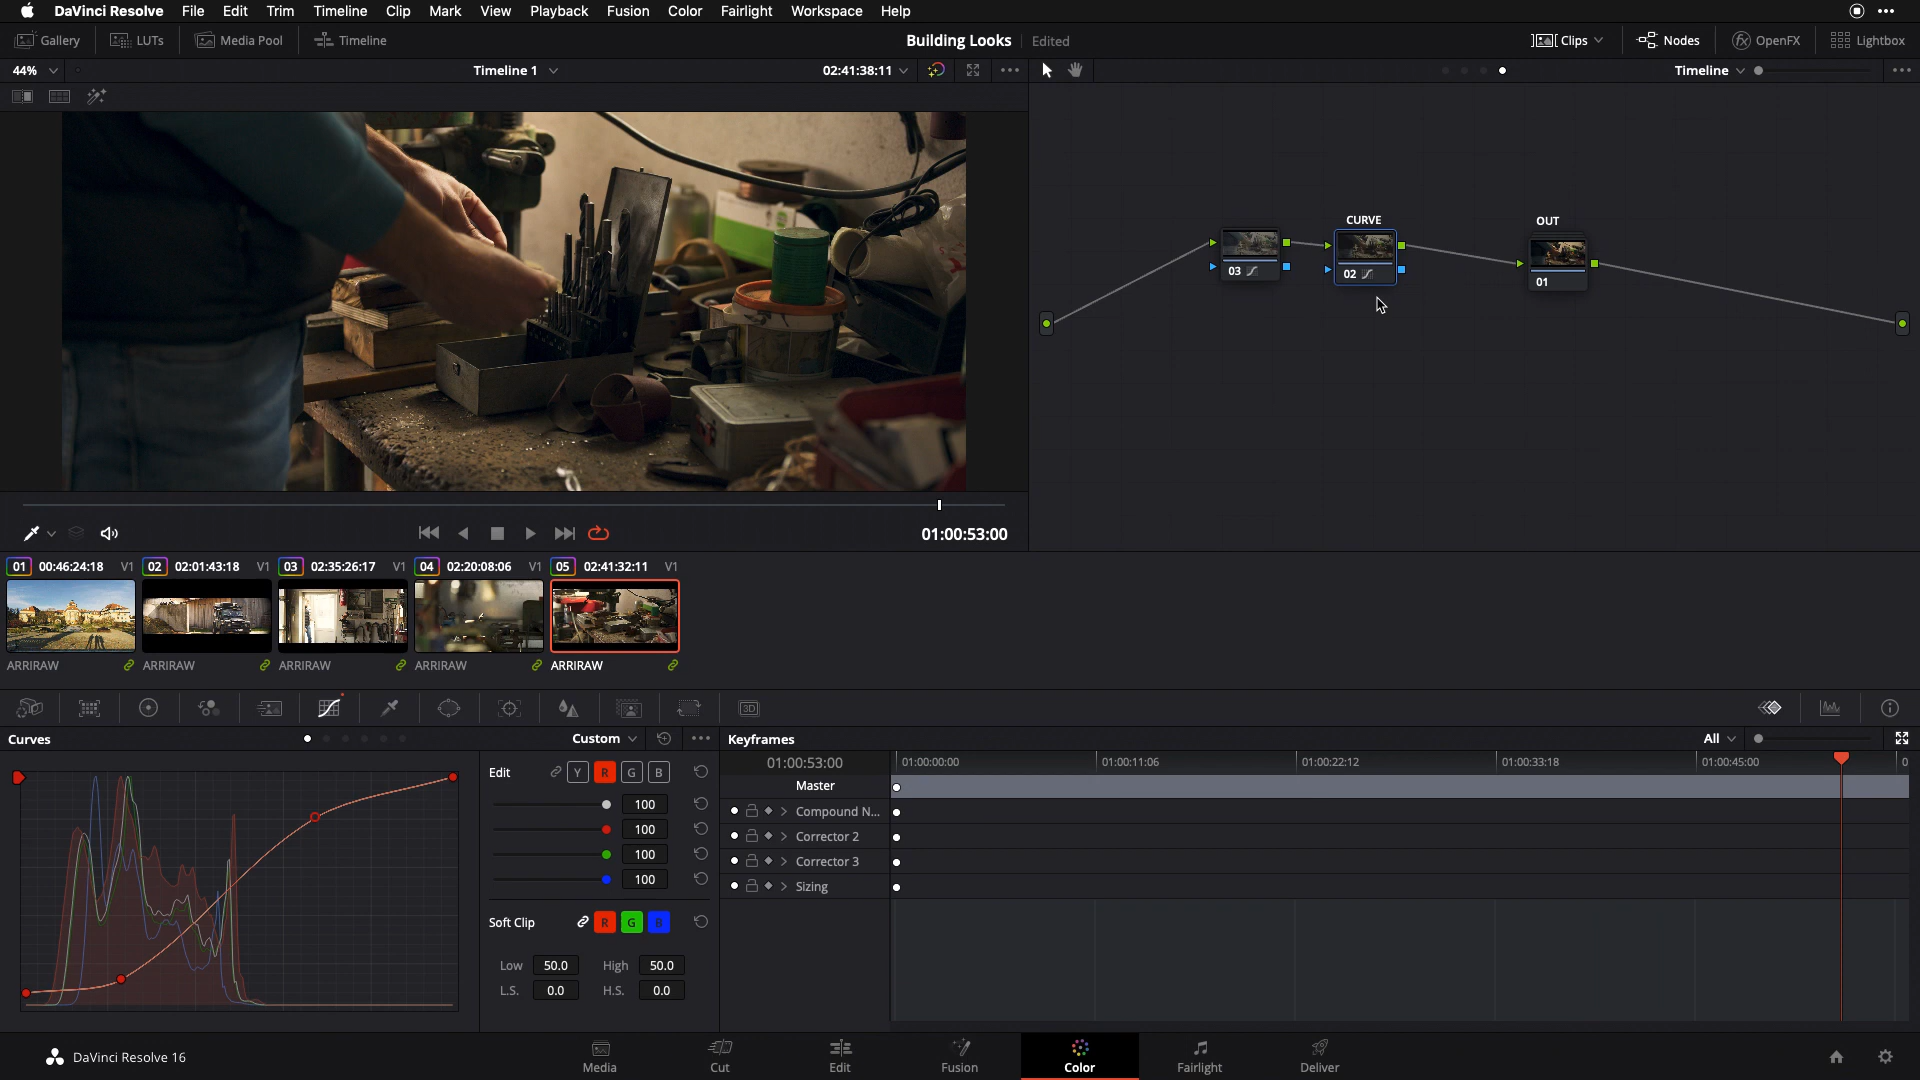 DaVinci Resolve File Edit Trim Timeline Clip Mark View Playback Fusion Color Fairlight Workspace Help
Gallery LUTs Media Pool Timeline Building Looks Edited Clips Nodes fx OpenFX Lightbox
44% Timeline 1 02:41:38:11 Timeline
CURVE
OUT
03
02
01
01:00:53:00
01 00:46:24:18 V1 02 02:01:43:18 V1 03 02:35:26:17 V1 04 02:20:08:06 V1 05 02:41:32:11 V1
ARRIRAW ARRIRAW ARRIRAW ARRIRAW ARRIRAW
3D
Curves Custom Keyframes All
Edit Y R G B
100
100
100
100
Soft Clip R G B
Low 50.0 High 50.0
L.S. 0.0 H.S. 0.0
01:00:53:00 01:00:00:00 01:00:11:06 01:00:22:12 01:00:33:18 01:00:45:00 0
Master
Compound N...
Corrector 2
Corrector 3
Sizing
DaVinci Resolve 16 Media Cut Edit Fusion Color Fairlight Deliver